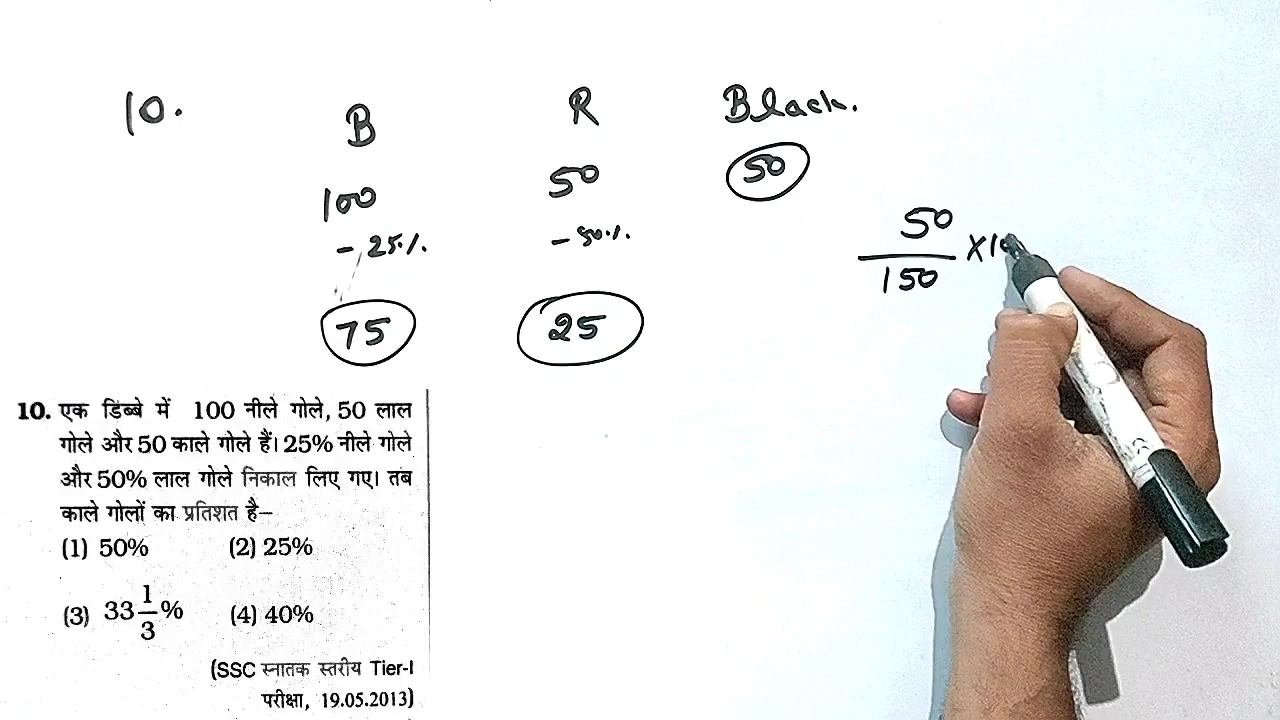 10. B R Black.
100 50 50
- 25% - 50%
75 25
50
150 ×10
10. एक डिब्बे में 100 नीले गोले, 50 लाल
गोले और 50 काले गोले हैं। 25% नीले गोले
और 50% लाल गोले निकाल लिए गए। तब
काले गोलों का प्रतिशत है–
(1) 50% (2) 25%
(3) 33 1/3 % (4) 40%
(SSC स्नातक स्तरीय Tier-I
परीक्षा, 19.05.2013)